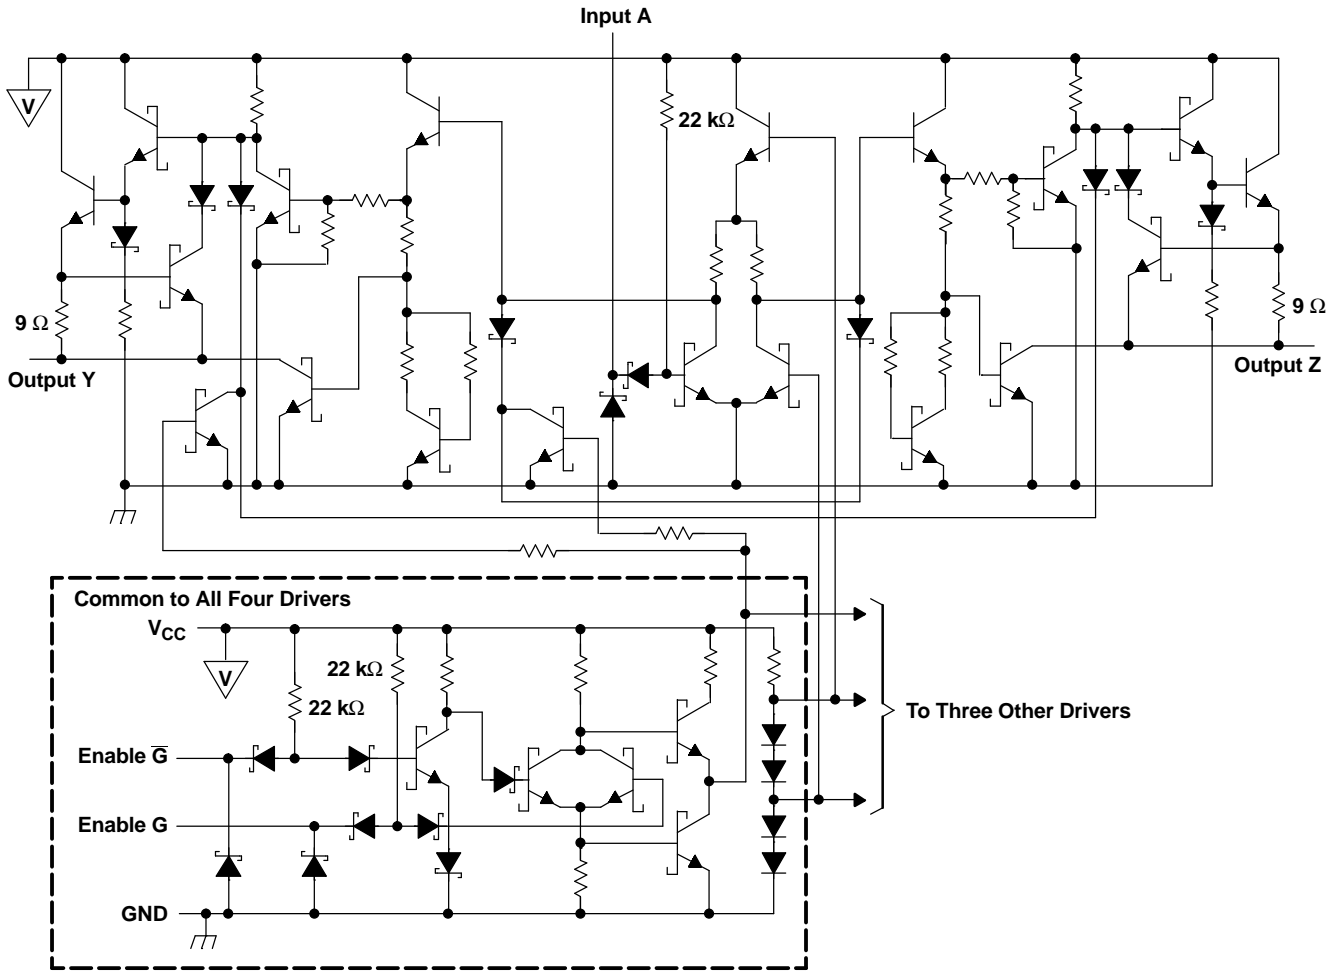 Input A
V
22 kΩ
9 Ω
9 Ω
Output Y
Output Z
Common to All Four Drivers
VCC
V
22 kΩ
22 kΩ
To Three Other Drivers
Enable G̅
Enable G
GND